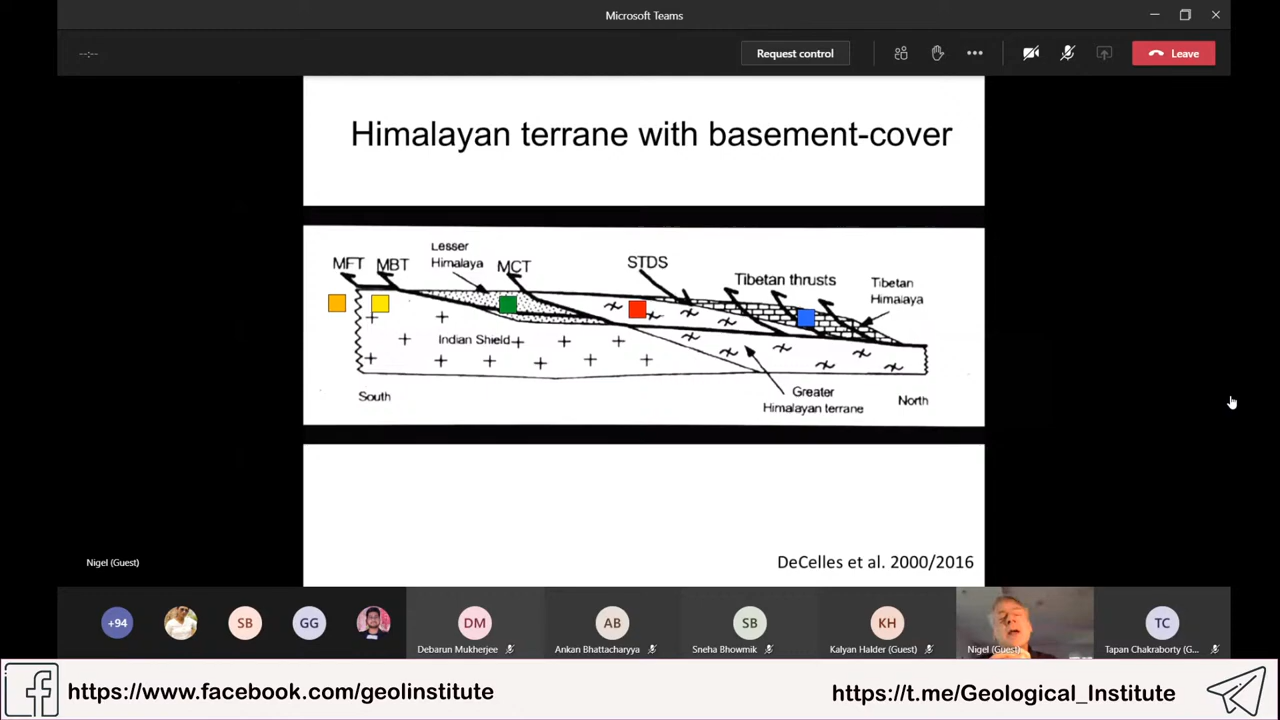 Microsoft Teams
--:--
Request control
Leave
Himalayan terrane with basement-cover
Lesser
Himalaya
MFT
MBT
MCT
STDS
Tibetan thrusts
Tibetan
Himalaya
Indian Shield
Greater
Himalayan terrane
South
North
DeCelles et al. 2000/2016
Nigel (Guest)
+94
SB
GG
DM
AB
SB
KH
TC
Debarun Mukherjee
Ankan Bhattacharyya
Sneha Bhowmik
Kalyan Halder (Guest)
Nigel (Guest)
Tapan Chakraborty (G...
https://www.facebook.com/geolinstitute
https://t.me/Geological_Institute